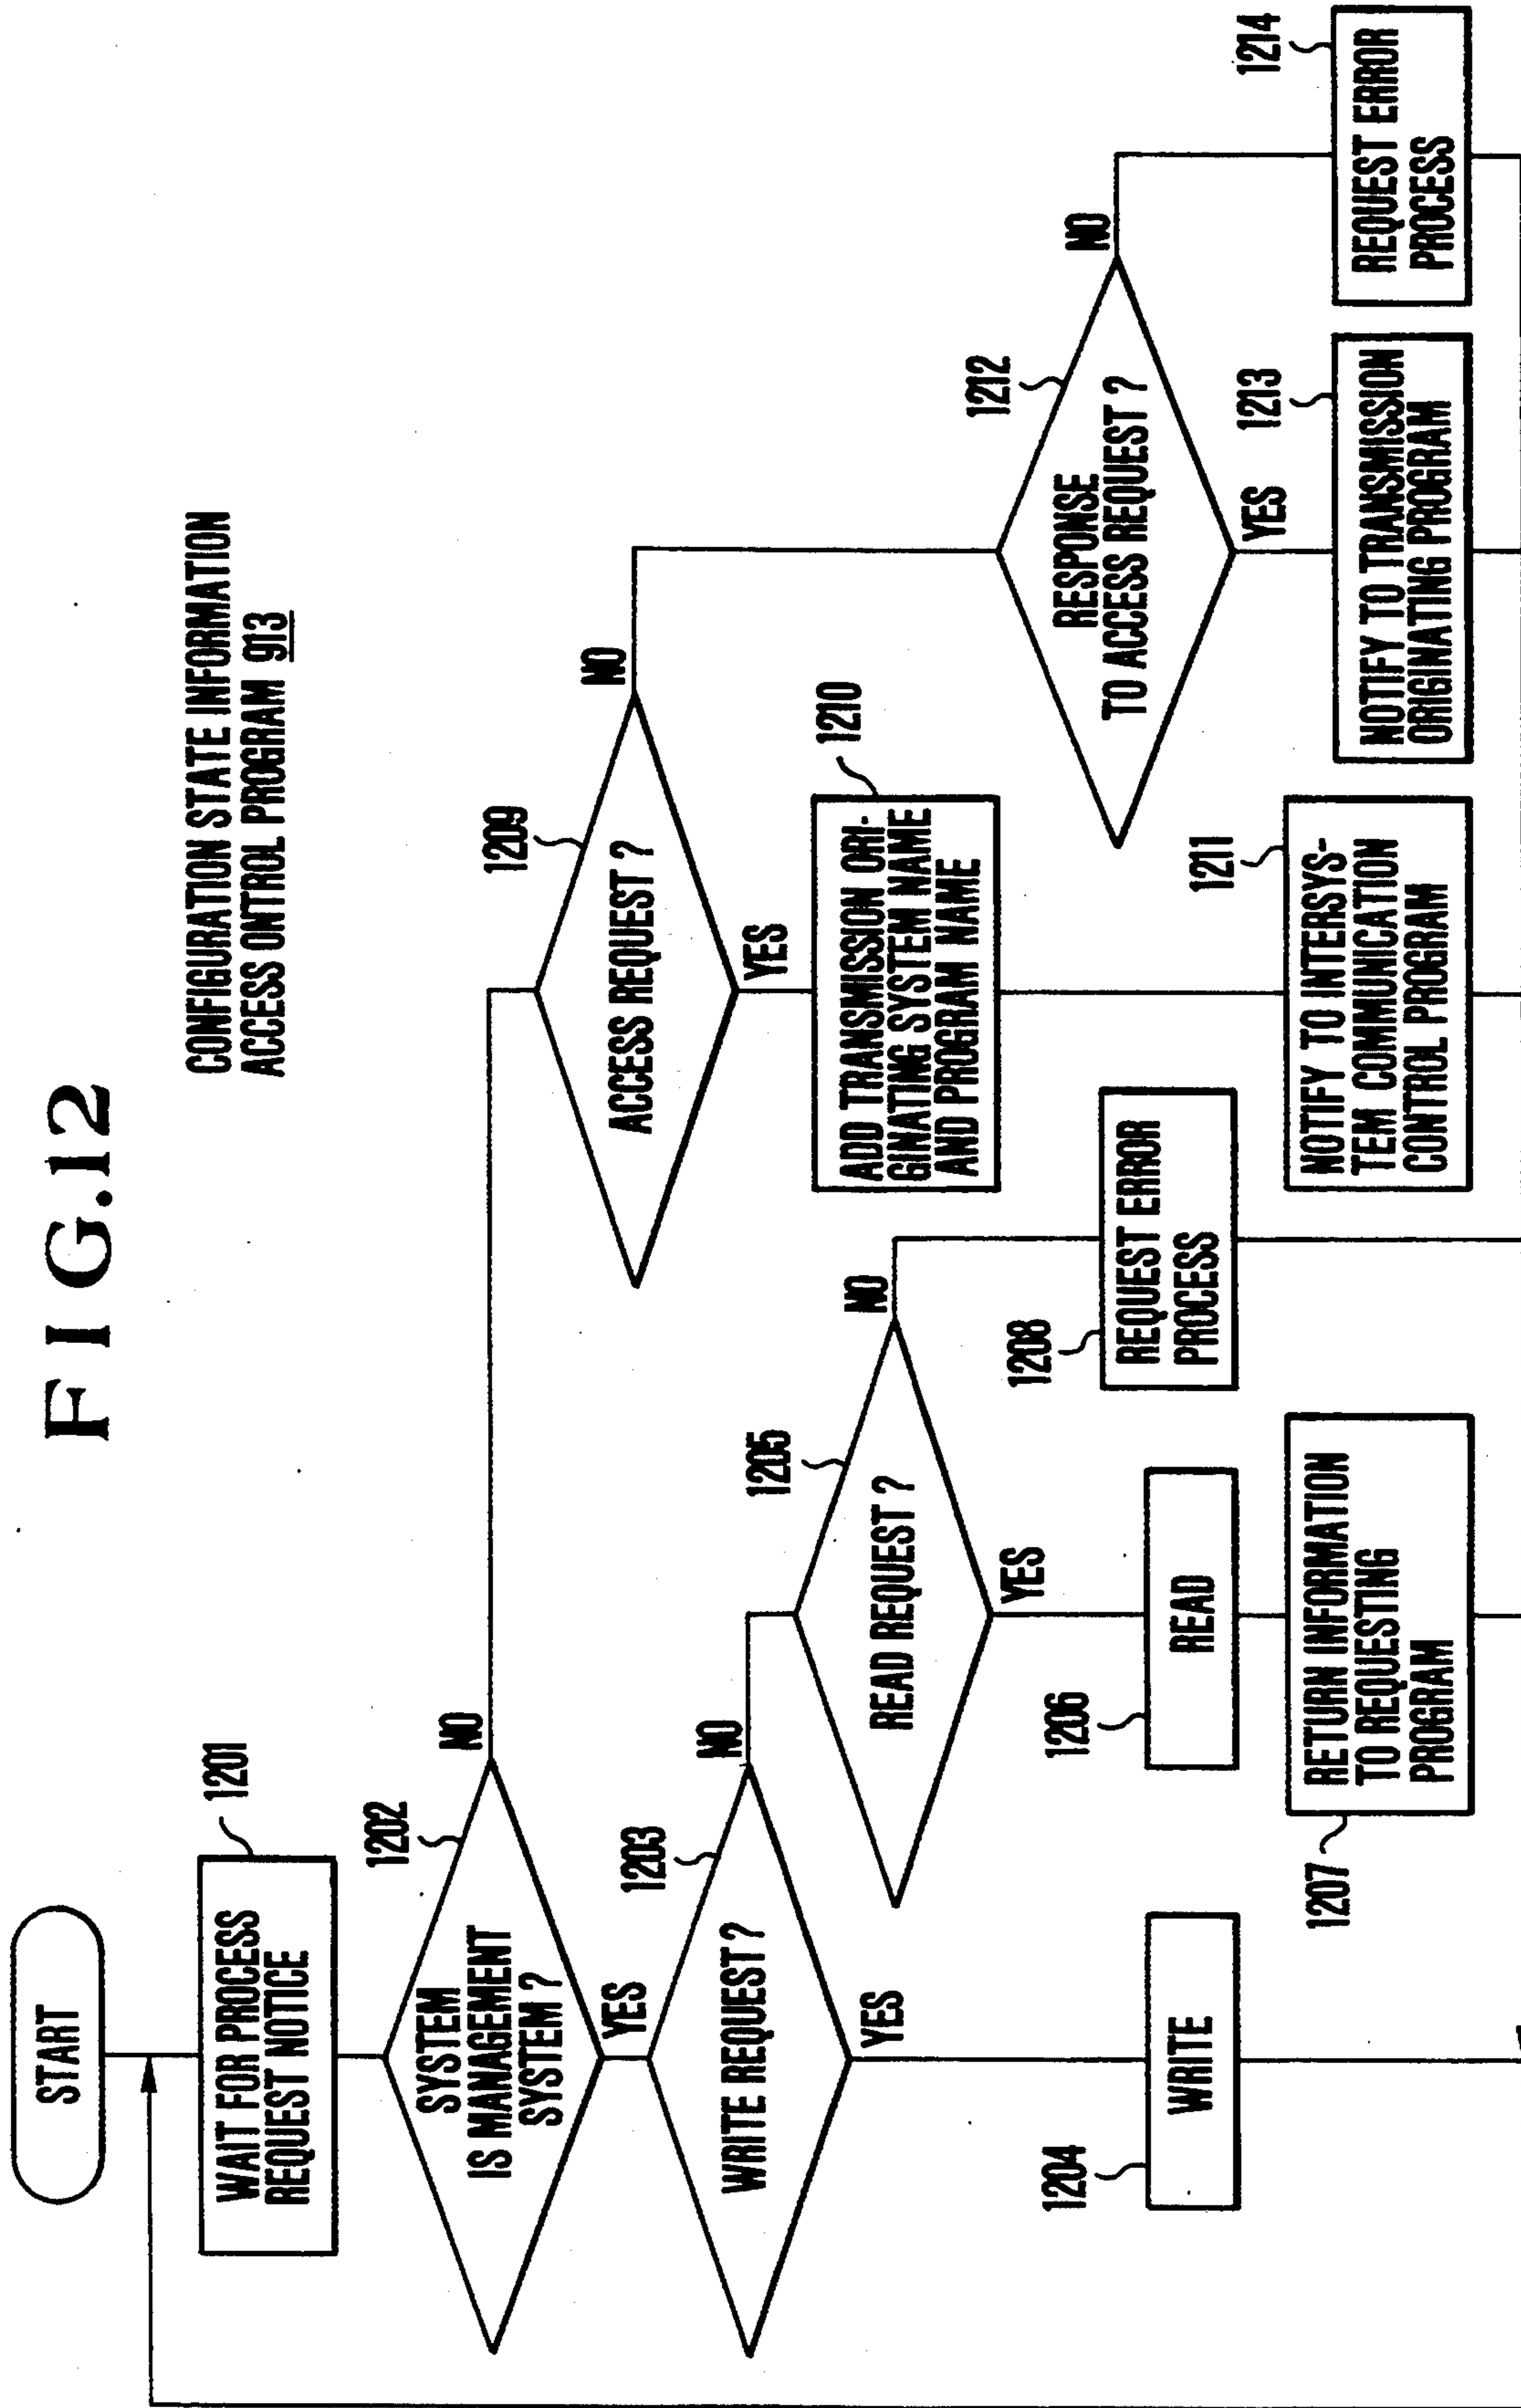 FIG.12
CONFIGURATION STATE INFORMATION
ACCESS ONTROL PROGRAM 913
START
1201
WAIT FOR PROCESS
REQUEST NOTICE
1202
SYSTEM
IS MANAGEMENT
SYSTEM ?
NO
YES
1203
WRITE REQUEST ?
NO
YES
1204
WRITE
1205
READ REQUEST ?
NO
YES
1206
READ
1207
RETURN INFORMATION
TO REQUESTING
PROGRAM
1208
REQUEST ERROR
PROCESS
1209
ACCESS REQUEST ?
NO
YES
1210
ADD TRANSMISSION ORI-
GINATING SYSTEM NAME
AND PROGRAM NAME
1211
NOTIFY TO INTERSYS-
TEM COMMUNICATION
CONTROL PROGRAM
1212
RESPONSE
TO ACCESS REQUEST ?
NO
YES
1213
NOTIFY TO TRANSMISSION
ORIGINATING PROGRAM
1214
REQUEST ERROR
PROCESS